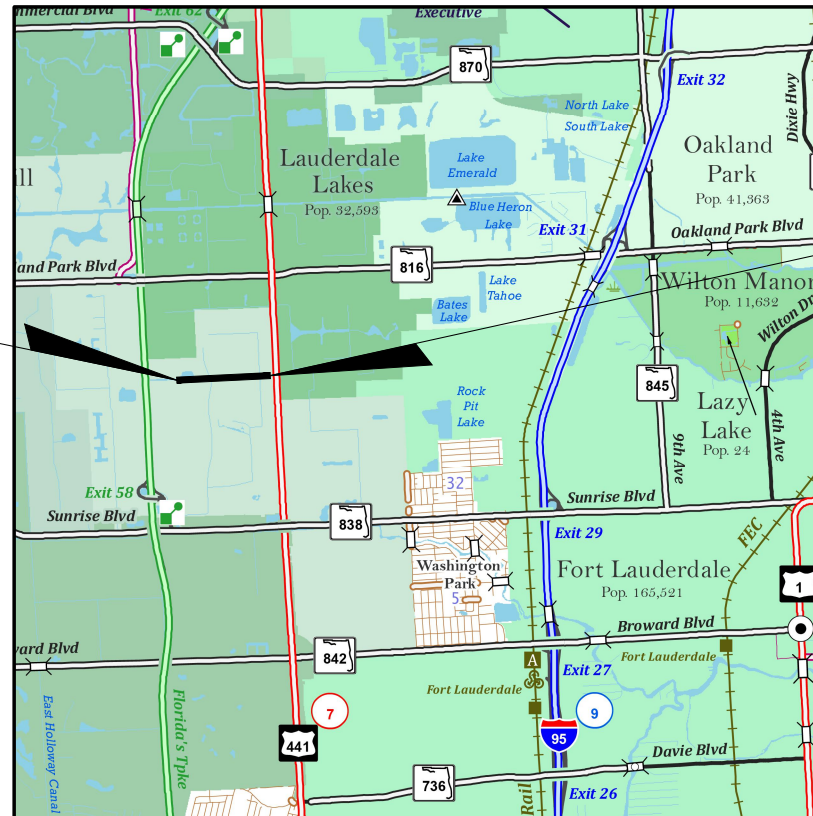 mmercial Blvd
Exit 62
Executive
870
Exit 32
Dixie Hwy
North Lake
South Lake
Lauderdale
Lakes
Pop. 32,593
Lake
Emerald
Oakland
Park
Pop. 41,363
ill
Blue Heron
Lake
Exit 31
Oakland Park Blvd
and Park Blvd
816
Lake
Tahoe
Bates
Lake
Wilton Manor
Pop. 11,632
Wilton Dr
845
Rock
Pit
Lake
Lazy
Lake
Pop. 24
9th Ave
4th Ave
32
Exit 58
Sunrise Blvd
Sunrise Blvd
838
Exit 29
FEC
Washington
Park
5
Fort Lauderdale
Pop. 165,521
1
Broward Blvd
vard Blvd
842
A
Exit 27
Fort Lauderdale
Fort Lauderdale
East Holloway Canal
Florida's Tpke
7
441
9
95
Davie Blvd
736
Rail
Exit 26